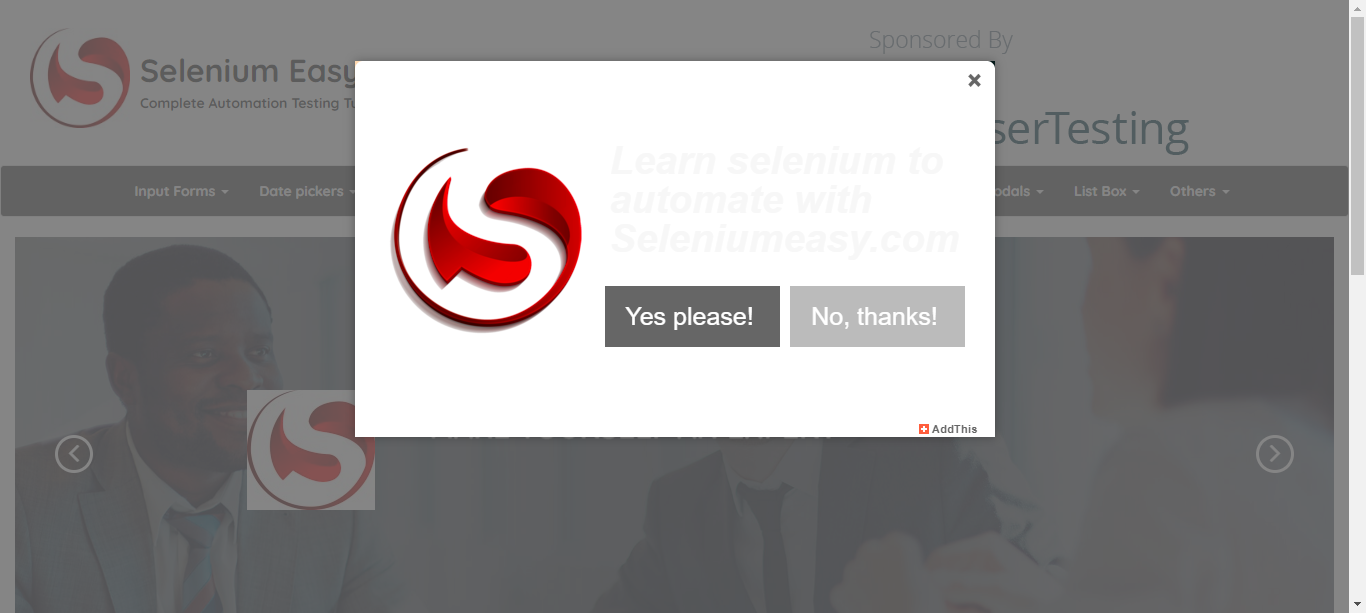 Sponsored By
Selenium Easy
Complete Automation Testing
serTesting
Input Forms
Date pickers
odals
List Box
Others
Learn selenium to
automate with
Seleniumeasy.com
Yes please!
No, thanks!
AddThis